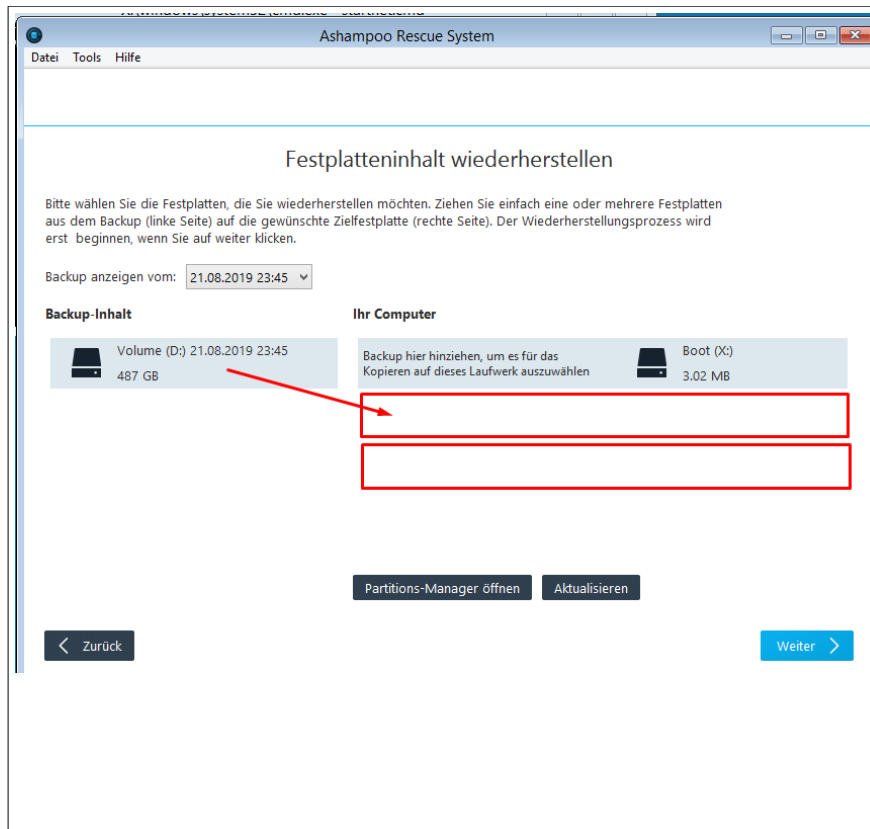 Ashampoo Rescue System
Datei Tools Hilfe
Festplatteninhalt wiederherstellen
Bitte wählen Sie die Festplatten, die Sie wiederherstellen möchten. Ziehen Sie einfach eine oder mehrere Festplatten
aus dem Backup (linke Seite) auf die gewünschte Zielfestplatte (rechte Seite). Der Wiederherstellungsprozess wird
erst beginnen, wenn Sie auf weiter klicken.
Backup anzeigen vom: 21.08.2019 23:45
Backup-Inhalt
Ihr Computer
Volume (D:) 21.08.2019 23:45
487 GB
Backup hier hinziehen, um es für das
Kopieren auf dieses Laufwerk auszuwählen
Boot (X:)
3.02 MB
Partitions-Manager öffnen
Aktualisieren
Zurück
Weiter